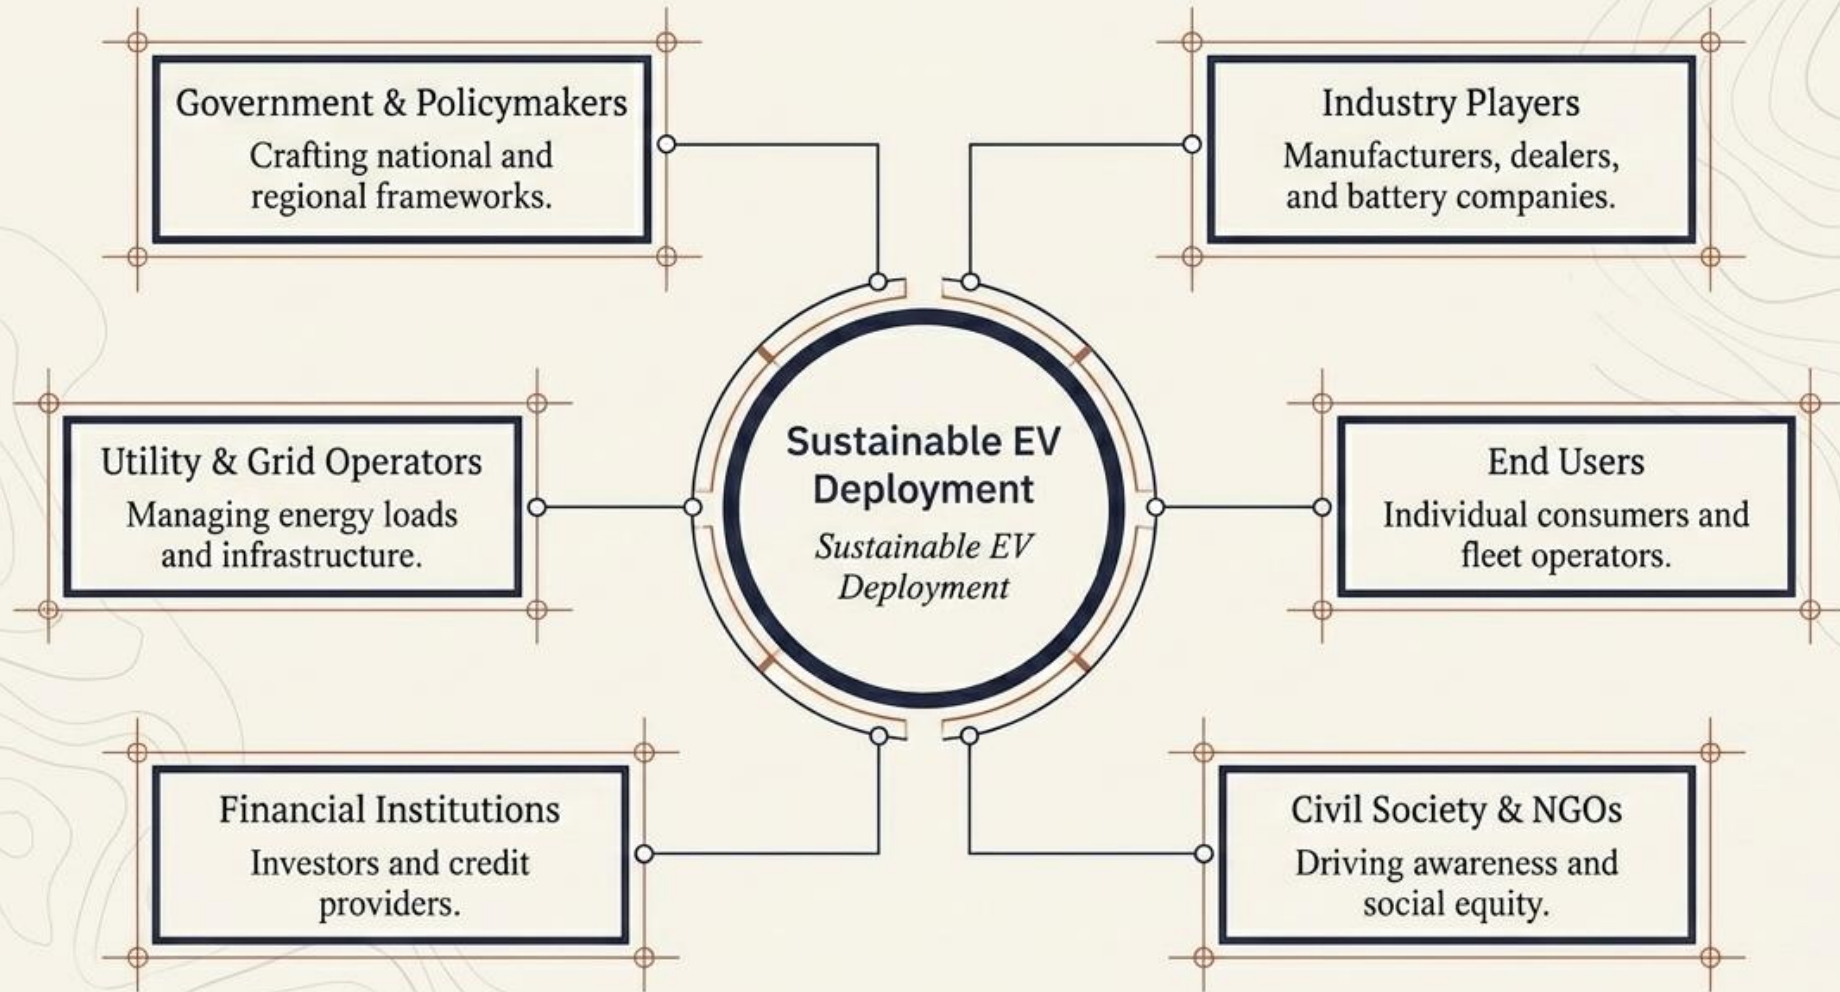 Government & Policymakers
Crafting national and
regional frameworks.
Industry Players
Manufacturers, dealers,
and battery companies.
Utility & Grid Operators
Managing energy loads
and infrastructure.
Sustainable EV
Deployment
Sustainable EV
Deployment
End Users
Individual consumers and
fleet operators.
Financial Institutions
Investors and credit
providers.
Civil Society & NGOs
Driving awareness and
social equity.